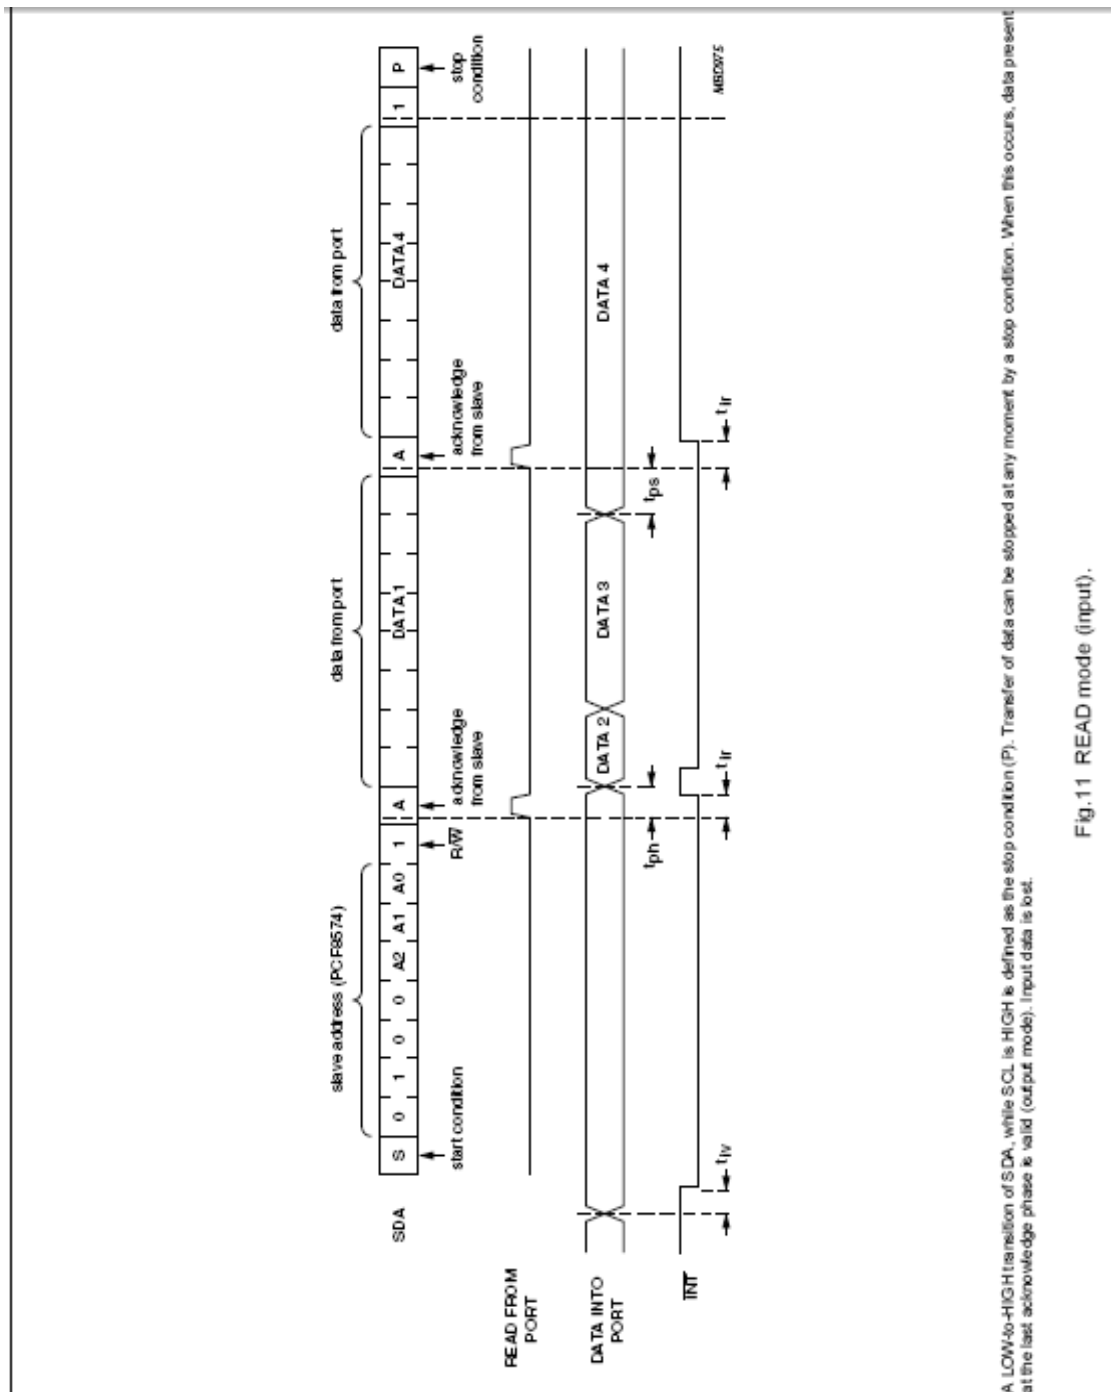 slave address (PCF8574)
data from port
data from port
SDA
S
0
1
0
0
A2
A1
A0
1
A
DATA 1
A
DATA 4
1
P
start condition
R/W
acknowledge
from slave
acknowledge
from slave
stop
condition
READ FROM
PORT
DATA INTO
PORT
DATA 2
DATA 3
DATA 4
tph
tps
INT
tiv
tir
tir
MBD975
A LOW-to-HIGH transition of SDA, while SCL is HIGH is defined as the stop condition (P). Transfer of data can be stopped at any moment by a stop condition. When this occurs, data present
at the last acknowledge phase is valid (output mode). Input data is lost.
Fig.11 READ mode (input).